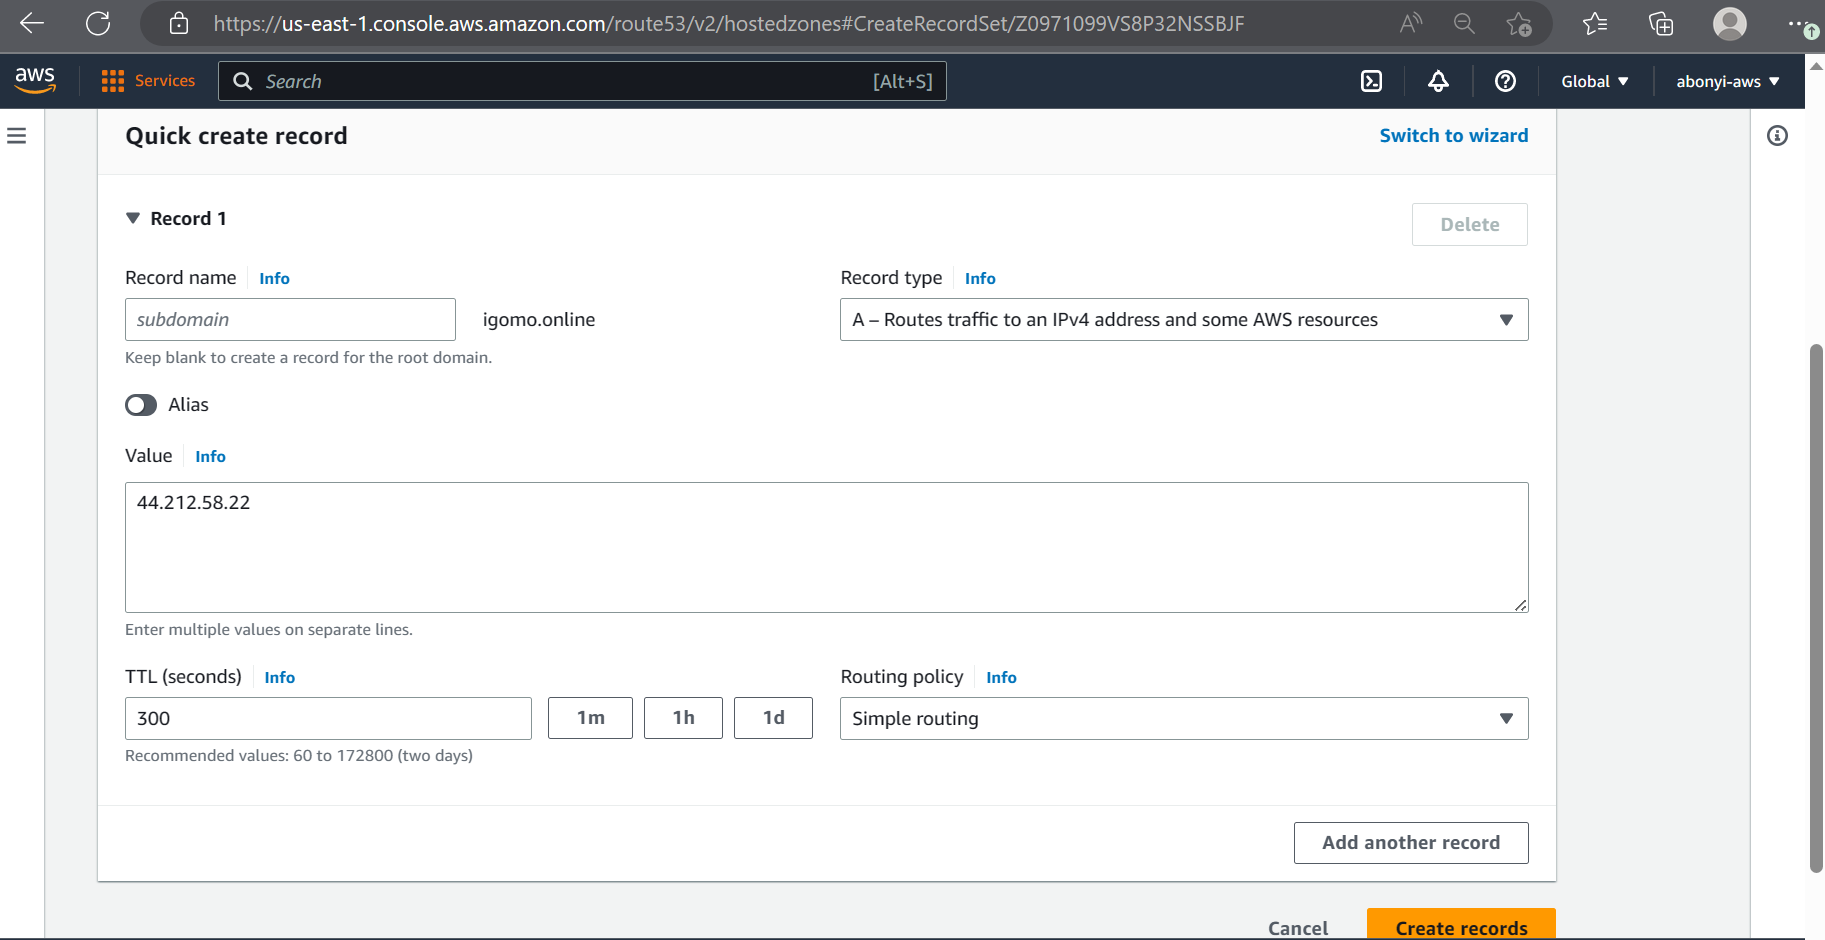 https://us-east-1.console.aws.amazon.com/route53/v2/hostedzones#CreateRecordSet/Z0971099VS8P32NSSBJF
aws
Services
Search
[Alt+S]
Global
abonyi-aws
Quick create record
Switch to wizard
Record 1
Delete
Record name
Info
Record type
Info
subdomain
igomo.online
A – Routes traffic to an IPv4 address and some AWS resources
Keep blank to create a record for the root domain.
Alias
Value
Info
44.212.58.22
Enter multiple values on separate lines.
TTL (seconds)
Info
Routing policy
Info
300
1m
1h
1d
Simple routing
Recommended values: 60 to 172800 (two days)
Add another record
Cancel
Create records